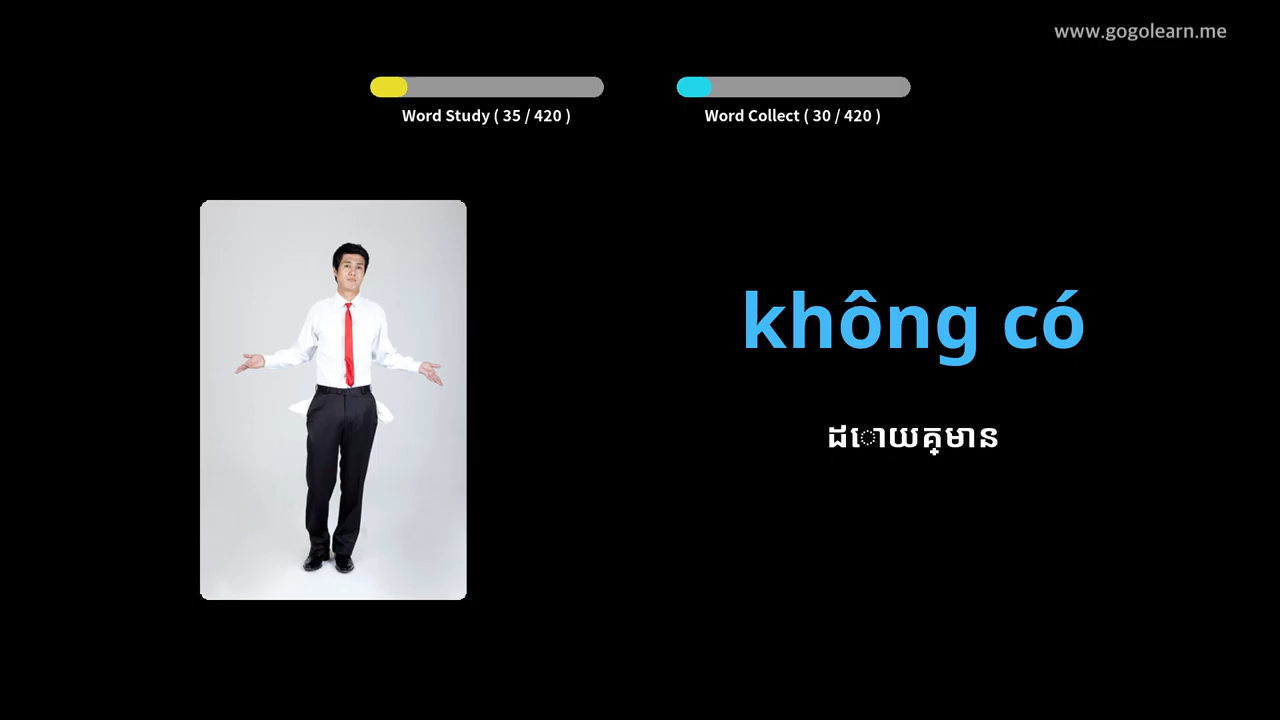 www.gogolearn.me
Word Study ( 35 / 420 )
Word Collect ( 30 / 420 )
không có
ដោយគ្មាន